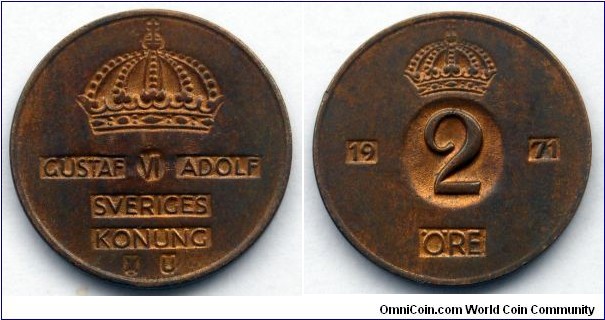 GUSTAF VI ADOLF
SVERIGES
KONUNG
U
19 2 71
ÖRE
OmniCoin.com World Coin Community